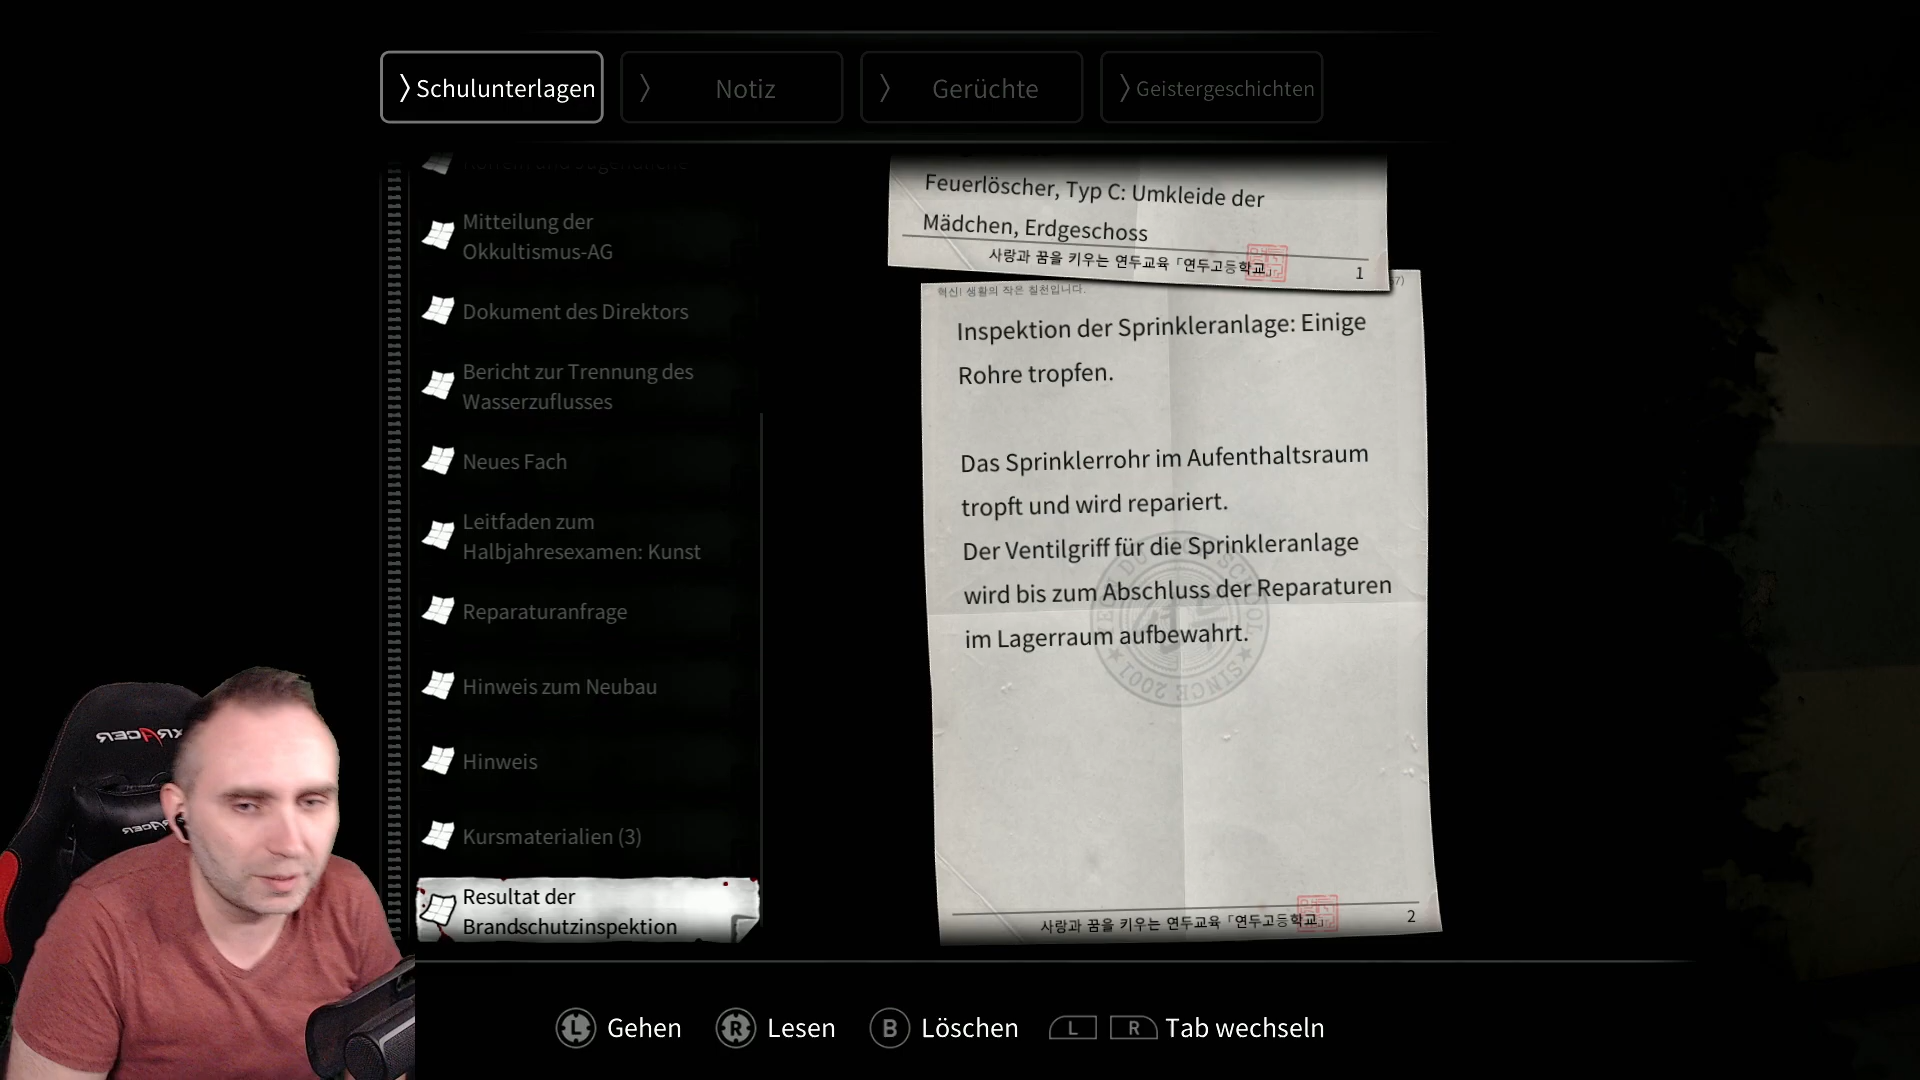 Schulunterlagen
Notiz
Gerüchte
Geistergeschichten
Mitteilung der
Okkultismus-AG
Dokument des Direktors
Bericht zur Trennung des
Wasserzuflusses
Neues Fach
Leitfaden zum
Halbjahresexamen: Kunst
Reparaturanfrage
Hinweis zum Neubau
Hinweis
Kursmaterialien (3)
Resultat der
Brandschutzinspektion
Feuerlöscher, Typ C: Umkleide der
Mädchen, Erdgeschoss
사랑과 꿈을 키우는 연두교육 「연두고등학교」
1
Inspektion der Sprinkleranlage: Einige
Rohre tropfen.
Das Sprinklerrohr im Aufenthaltsraum
tropft und wird repariert.
Der Ventilgriff für die Sprinkleranlage
wird bis zum Abschluss der Reparaturen
im Lagerraum aufbewahrt.
SINCE 2001
사랑과 꿈을 키우는 연두교육 「연두고등학교」
2
L Gehen
R Lesen
B Löschen
L R Tab wechseln